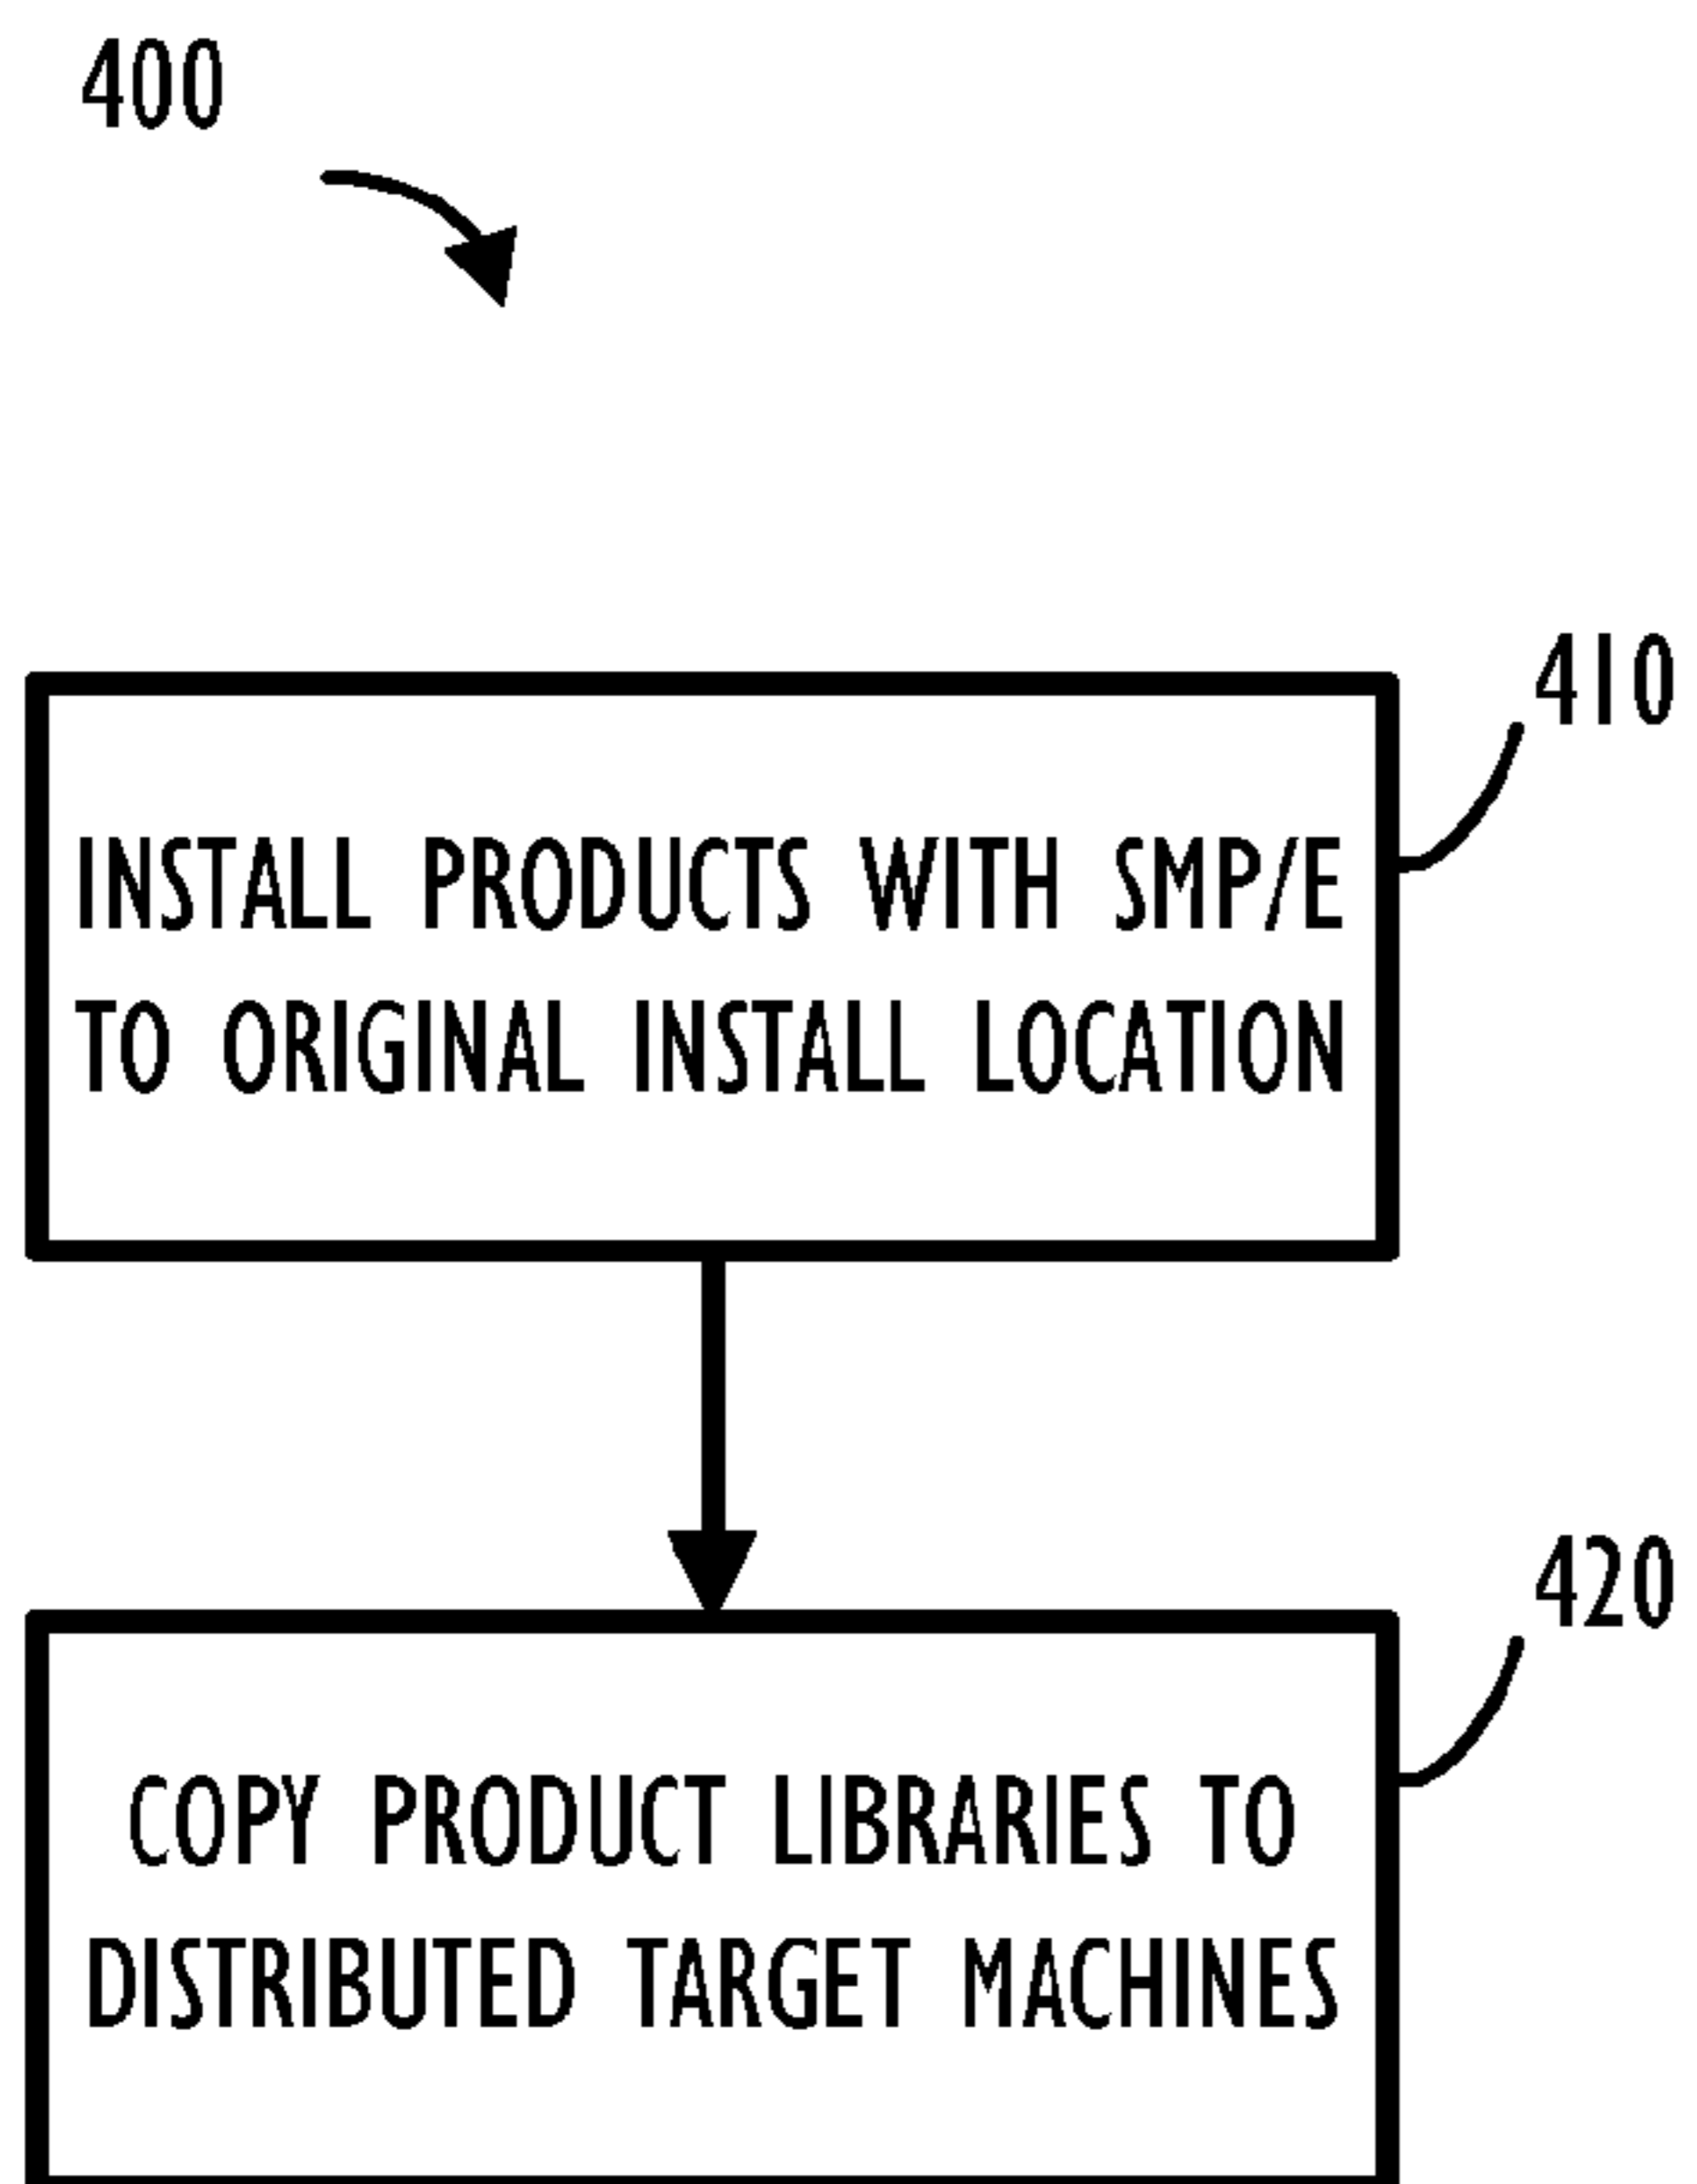 400
410
INSTALL PRODUCTS WITH SMP/E
TO ORIGINAL INSTALL LOCATION
420
COPY PRODUCT LIBRARIES TO
DISTRIBUTED TARGET MACHINES